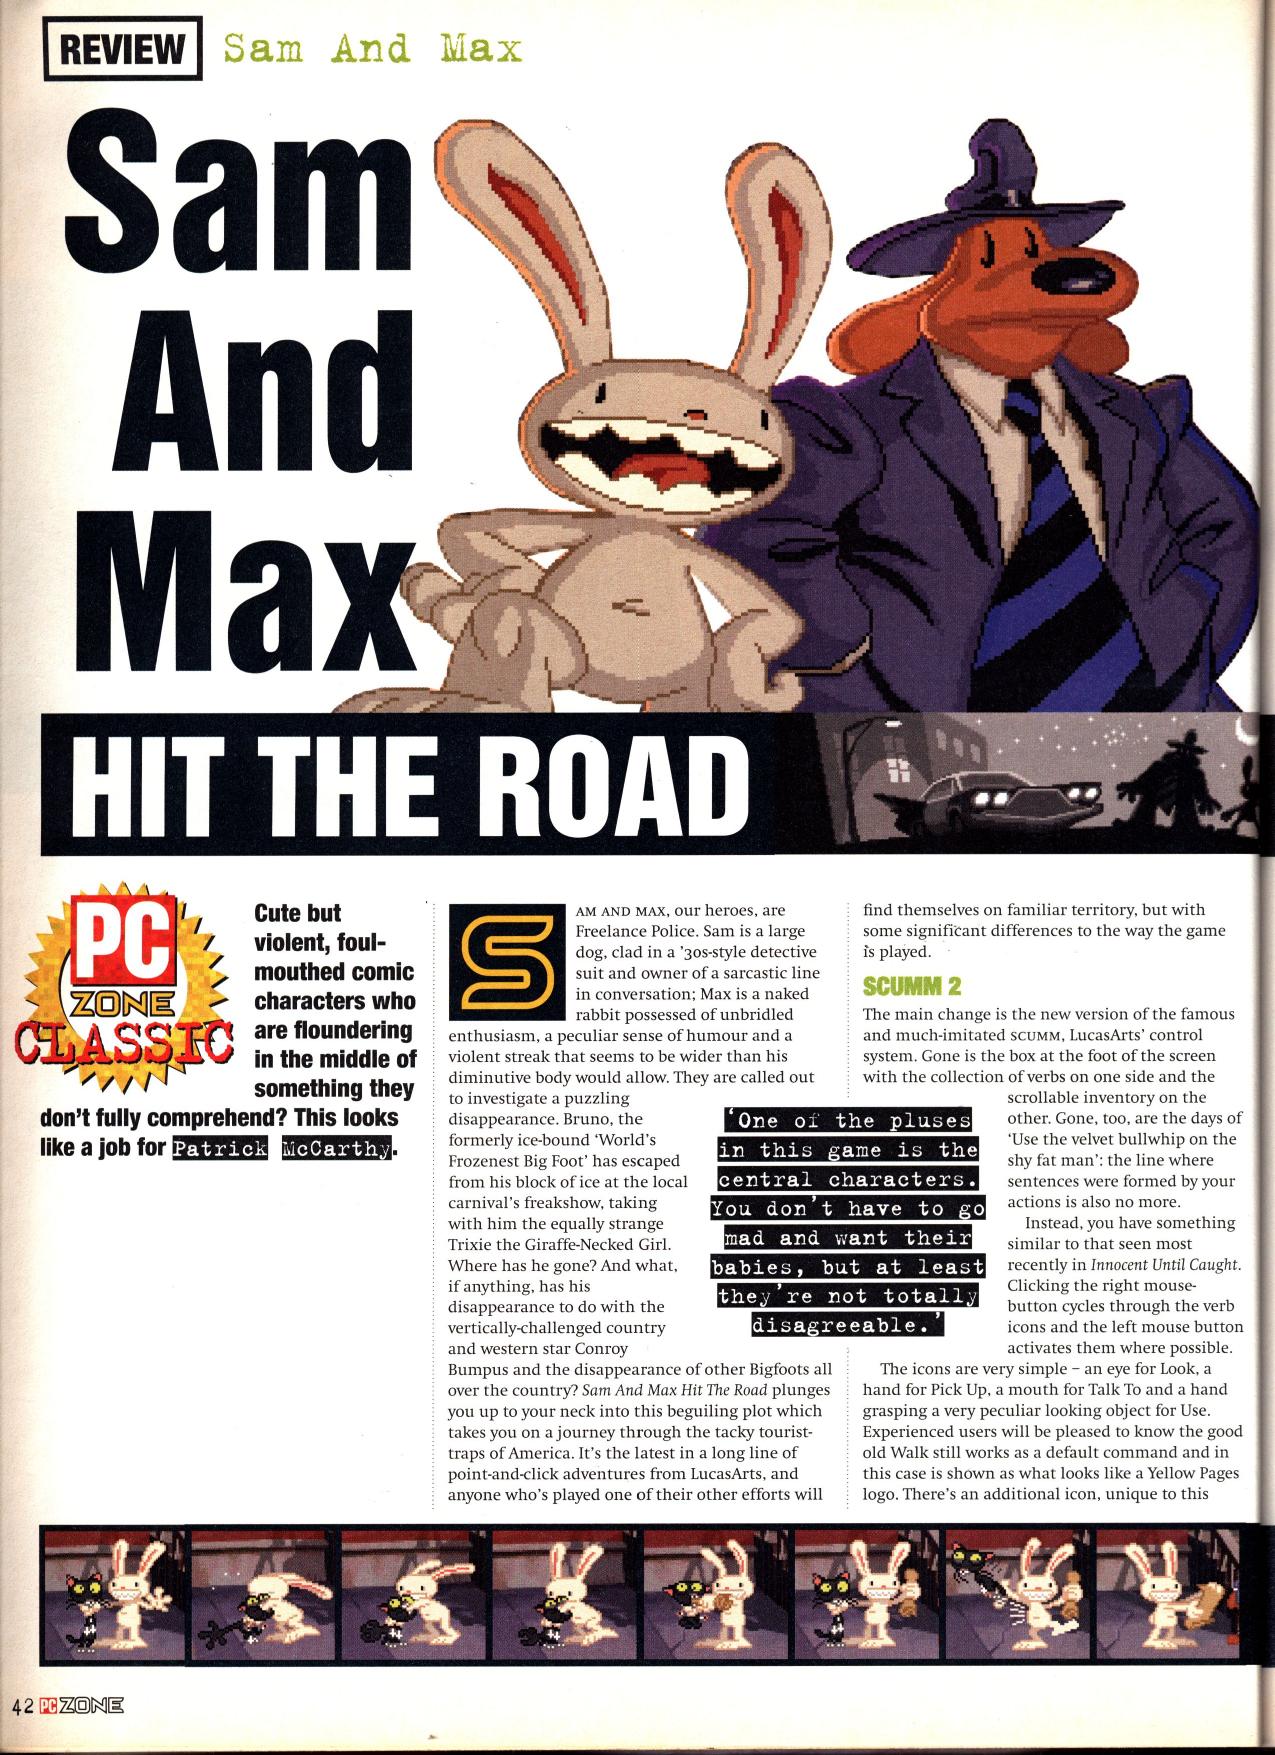 REVIEW Sam And Max
Sam
And
Max
HIT THE ROAD
PC
ZONE
CLASSIC
Cute but
violent, foul-
mouthed comic
characters who
are floundering
in the middle of
something they
don't fully comprehend? This looks
like a job for Patrick McCarthy.
SAM AND MAX, our heroes, are
Freelance Police. Sam is a large
dog, clad in a '30s-style detective
suit and owner of a sarcastic line
in conversation; Max is a naked
rabbit possessed of unbridled
enthusiasm, a peculiar sense of humour and a
violent streak that seems to be wider than his
diminutive body would allow. They are called out
to investigate a puzzling
disappearance. Bruno, the
formerly ice-bound 'World's
Frozenest Big Foot' has escaped
from his block of ice at the local
carnival's freakshow, taking
with him the equally strange
Trixie the Giraffe-Necked Girl.
Where has he gone? And what,
if anything, has his
disappearance to do with the
vertically-challenged country
and western star Conroy
Bumpus and the disappearance of other Bigfoots all
over the country? Sam And Max Hit The Road plunges
you up to your neck into this beguiling plot which
takes you on a journey through the tacky tourist-
traps of America. It's the latest in a long line of
point-and-click adventures from LucasArts, and
anyone who's played one of their other efforts will
'One of the pluses
in this game is the
central characters.
You don't have to go
mad and want their
babies, but at least
they're not totally
disagreeable.'
find themselves on familiar territory, but with
some significant differences to the way the game
is played.
SCUMM 2
The main change is the new version of the famous
and much-imitated SCUMM, LucasArts' control
system. Gone is the box at the foot of the screen
with the collection of verbs on one side and the
scrollable inventory on the
other. Gone, too, are the days of
'Use the velvet bullwhip on the
shy fat man': the line where
sentences were formed by your
actions is also no more.
Instead, you have something
similar to that seen most
recently in Innocent Until Caught.
Clicking the right mouse-
button cycles through the verb
icons and the left mouse button
activates them where possible.
The icons are very simple – an eye for Look, a
hand for Pick Up, a mouth for Talk To and a hand
grasping a very peculiar looking object for Use.
Experienced users will be pleased to know the good
old Walk still works as a default command and in
this case is shown as what looks like a Yellow Pages
logo. There's an additional icon, unique to this
42 PC ZONE